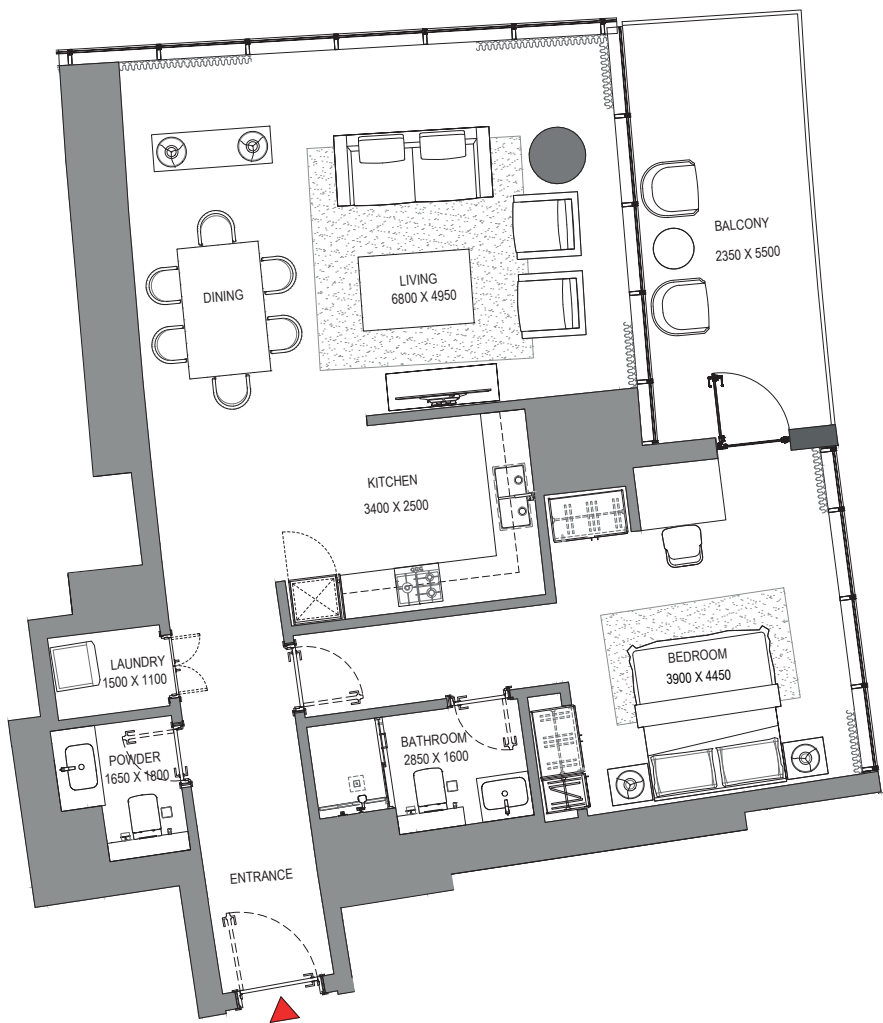 BALCONY
2350 X 5500
LIVING
6800 X 4950
DINING
KITCHEN
3400 X 2500
BEDROOM
3900 X 4450
LAUNDRY
1500 X 1100
BATHROOM
2850 X 1600
POWDER
1650 X 1800
ENTRANCE